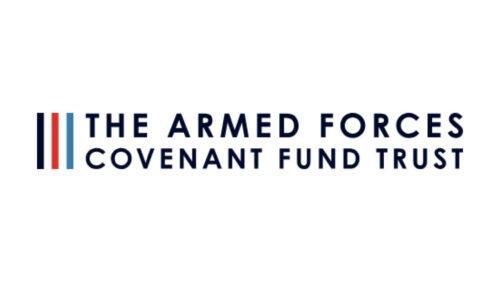 THE ARMED FORCES
COVENANT FUND TRUST